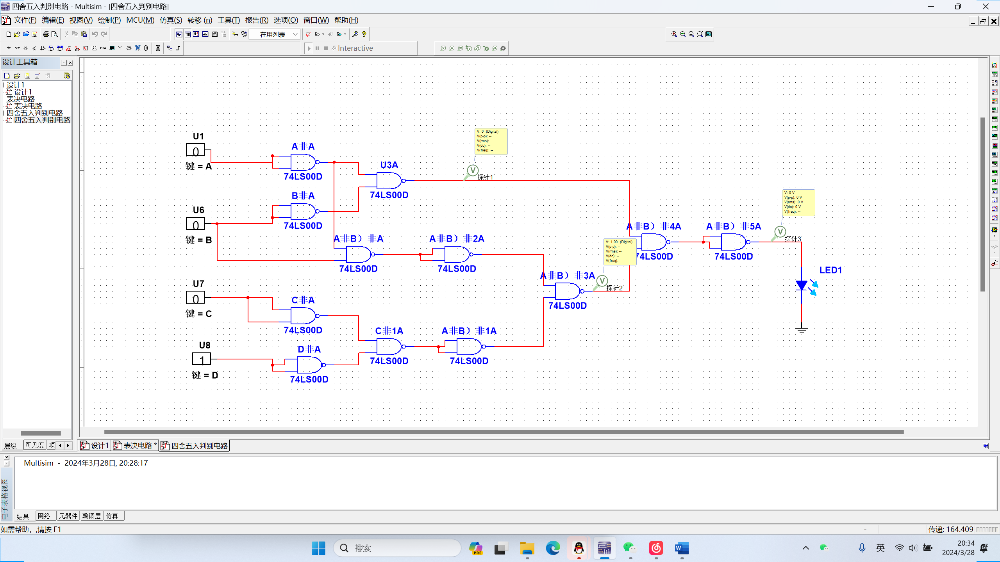 四舍五入判别电路 - Multisim - [四舍五入判别电路]
文件(F) 编辑(E) 视图(V) 绘制(P) MCU(M) 仿真(S) 转移 (n) 工具(T) 报告(R) 选项(O) 窗口(W) 帮助(H)
--- 在用列表 -
Interactive
设计工具箱
设计1
设计1
表决电路
表决电路
四舍五入判别电路
四舍五入判别电路
U1
0
键 = A
A非A
74LS00D
U3A
74LS00D
V: 0 (Digital)
V(p-p): --
V(rms): --
V(dc): --
V(freq): --
V
探针1
B非A
74LS00D
U6
0
键 = B
A非B）非A
74LS00D
A非B）非2A
74LS00D
V: 0 V
V(p-p): 0 V
V(rms): 0 V
V(dc): 0 V
V(freq): --
V
探针3
A非B）非4A
74LS00D
A非B）非5A
74LS00D
V: 1.00 (Digital)
V(p-p): --
V(rms): --
V(dc): --
V(freq): --
V
探针2
A非B）非3A
74LS00D
LED1
U7
0
键 = C
C非A
74LS00D
C非1A
74LS00D
A非B）非1A
74LS00D
U8
1
键 = D
D非A
74LS00D
层级 可见度 项
设计1 表决电路 * 四舍五入判别电路
Multisim - 2024年3月28日, 20:28:17
电子表格视图
结果 网络 元器件 敷铜层 仿真
如需帮助，,请按 F1
-
传递: 164.409
搜索
PRE
英
20:34
2024/3/28